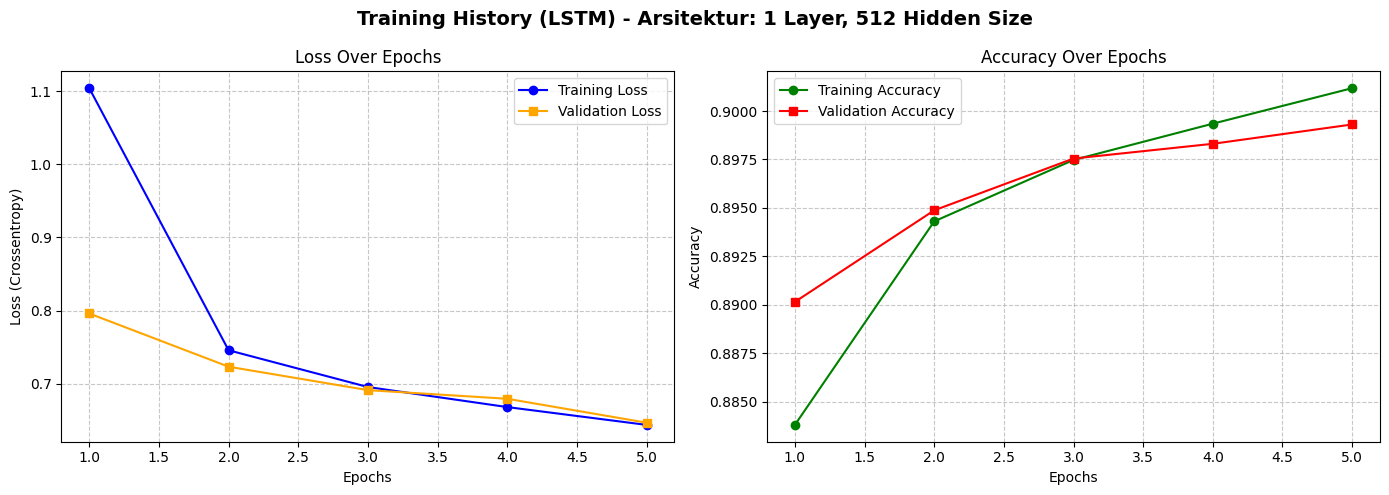 Training History (LSTM) - Arsitektur: 1 Layer, 512 Hidden Size
Loss Over Epochs
Training Loss
Validation Loss
Loss (Crossentropy)
1.1
1.0
0.9
0.8
0.7
1.0 1.5 2.0 2.5 3.0 3.5 4.0 4.5 5.0
Epochs
Accuracy Over Epochs
Training Accuracy
Validation Accuracy
Accuracy
0.9000
0.8975
0.8950
0.8925
0.8900
0.8875
0.8850
1.0 1.5 2.0 2.5 3.0 3.5 4.0 4.5 5.0
Epochs